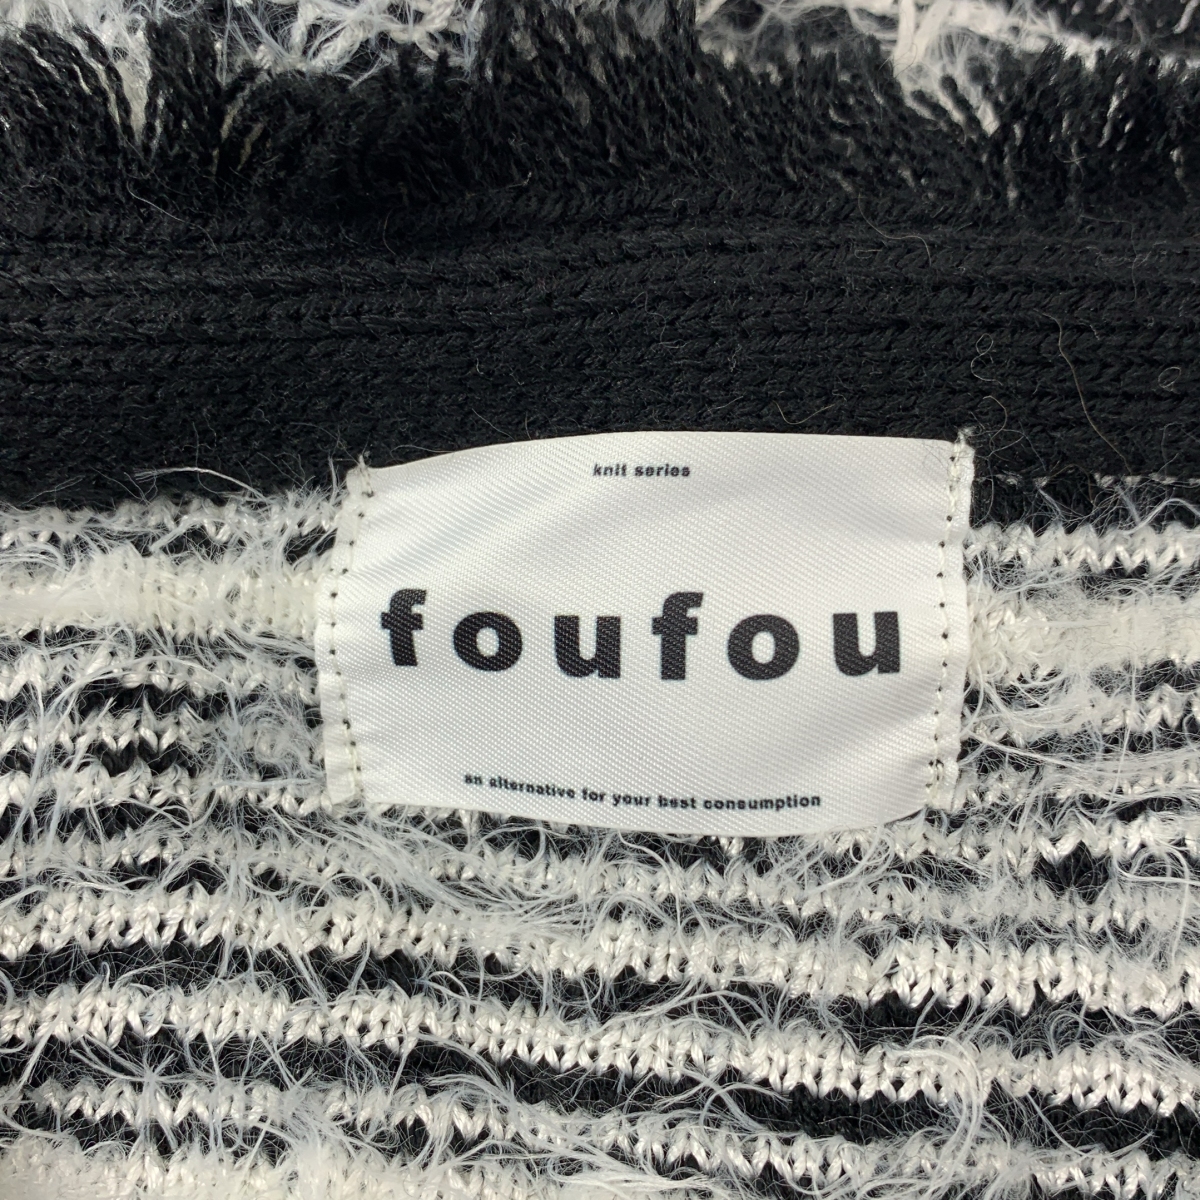 knit series
foufou
an alternative for your best consumption